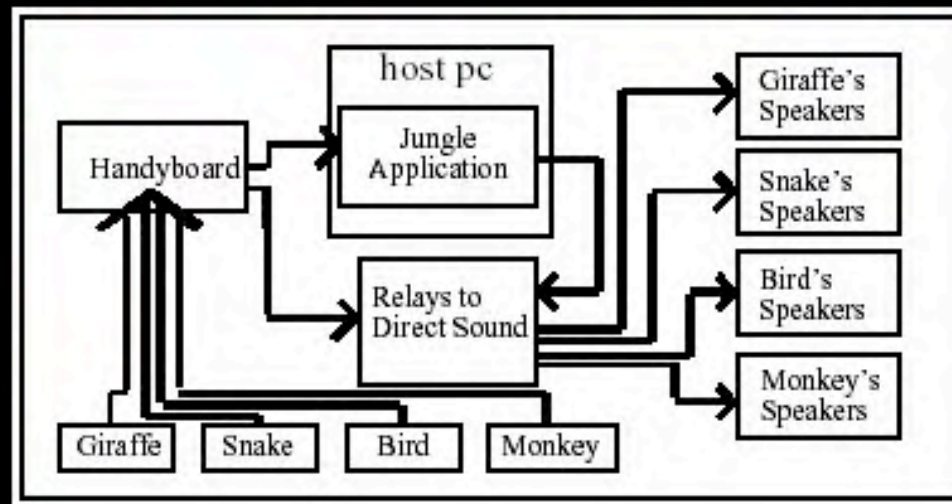 host pc
Jungle
Application
Handyboard
Relays to
Direct Sound
Giraffe's
Speakers
Snake's
Speakers
Bird's
Speakers
Monkey's
Speakers
Giraffe
Snake
Bird
Monkey